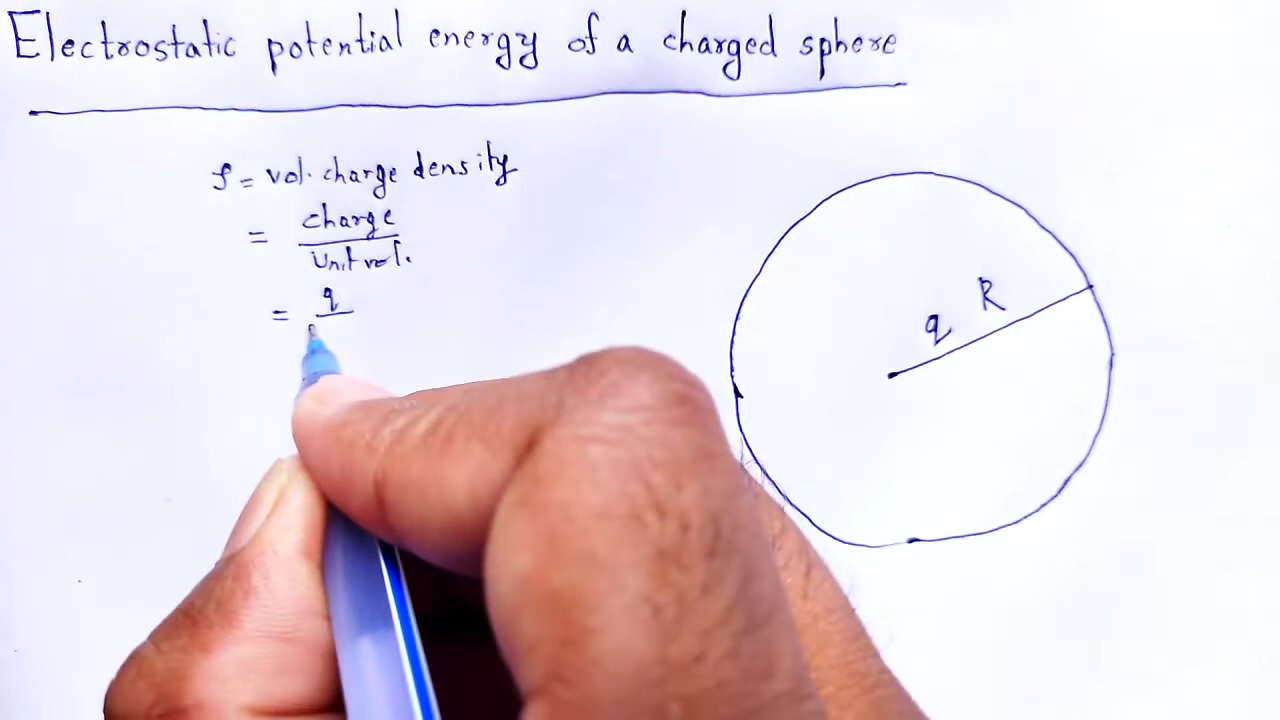 Electrostatic potential energy of a charged sphere
ρ = vol. charge density
= charge
Unit vol.
= q
q R